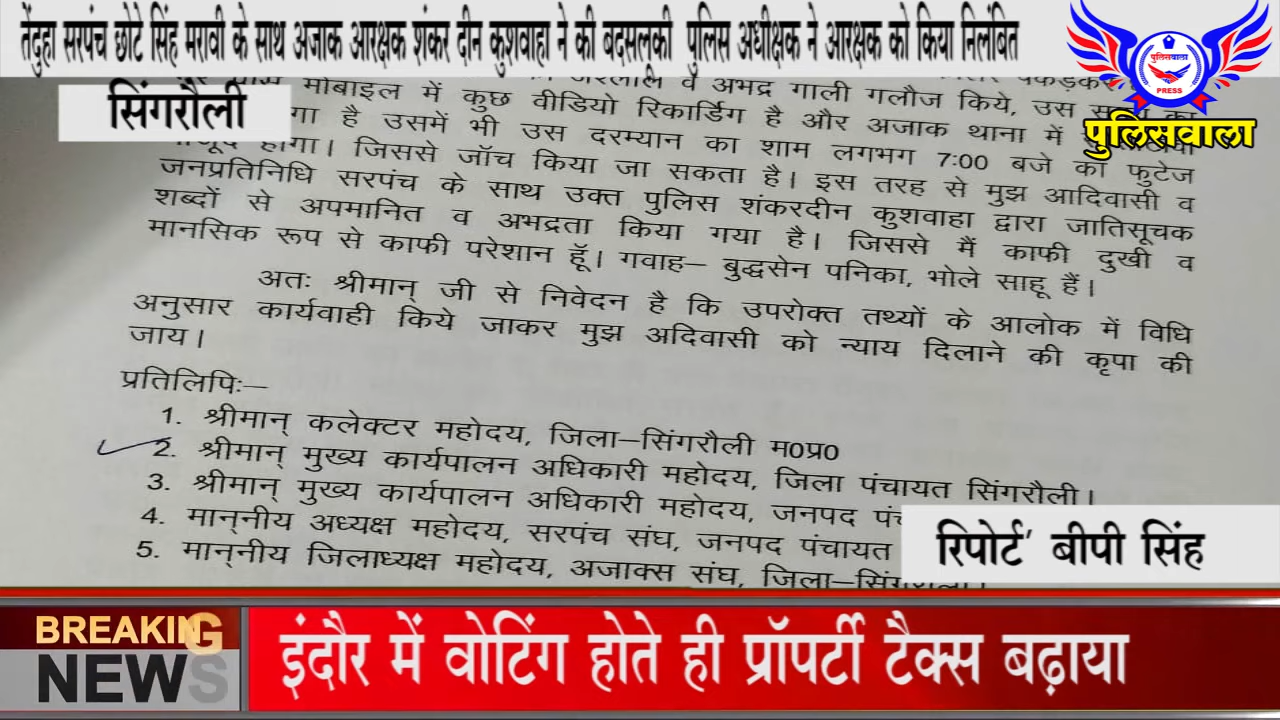 तेंदुहा सरपंच छोटे सिंह मरावी के साथ अजाक आरक्षक शंकर दीन कुशवाहा ने की बदसलूकी पुलिस अधीक्षक ने आरक्षक को किया निलंबित
पुलिसवाला
PRESS
पुलिसवाला
सिंगरौली
व अभद्र गाली गलौज किये, उस
मोबाइल में कुछ वीडियो रिकार्डिंग है और अजाक थाना में
है उसमें भी उस दरम्यान का शाम लगभग 7:00 बजे का फुटेज
होगा। जिससे जॉच किया जा सकता है। इस तरह से मुझ आदिवासी व
जनप्रतिनिधि सरपंच के साथ उक्त पुलिस शंकरदीन कुशवाहा द्वारा जातिसूचक
शब्दों से अपमानित व अभद्रता किया गया है। जिससे मैं काफी दुखी व
मानसिक रूप से काफी परेशान हूँ। गवाह– बुद्धसेन पनिका, भोले साहू हैं।
अतः श्रीमान् जी से निवेदन है कि उपरोक्त तथ्यों के आलोक में विधि
अनुसार कार्यवाही किये जाकर मुझ अदिवासी को न्याय दिलाने की कृपा की
जाय।
प्रतिलिपिः–
1. श्रीमान् कलेक्टर महोदय, जिला–सिंगरौली म0प्र0
2. श्रीमान् मुख्य कार्यपालन अधिकारी महोदय, जिला पंचायत सिंगरौली।
3. श्रीमान् मुख्य कार्यपालन अधिकारी महोदय, जनपद
4. मान्नीय अध्यक्ष महोदय, सरपंच संघ, जनपद पंचायत
5. मान्नीय जिलाध्यक्ष महोदय, अजाक्स संघ, जिला–सिंगरौली।
रिपोर्ट' बीपी सिंह
BREAKING
NEWS
इंदौर में वोटिंग होते ही प्रॉपर्टी टैक्स बढ़ाया